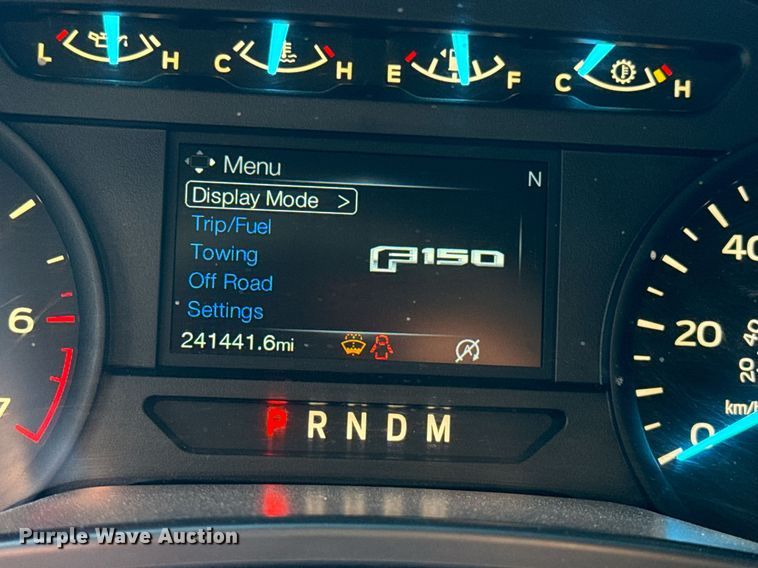 L H C H E F C H
Menu
N
Display Mode >
Trip/Fuel
Towing
F150
Off Road
Settings
241441.6mi
6
7
40
20
0
40
20
km/h
P R N D M
Purple Wave Auction